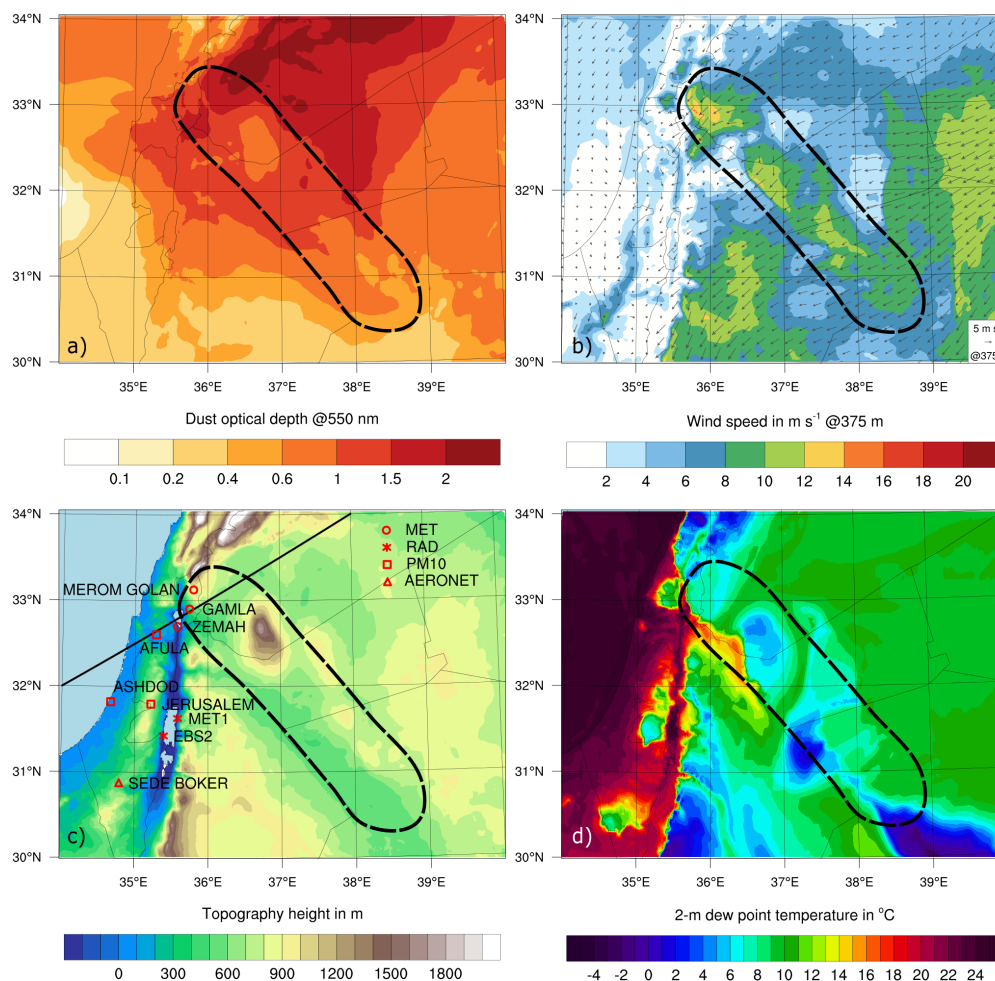 34°N
33°N
32°N
31°N
30°N
a)
35°E 36°E 37°E 38°E 39°E
Dust optical depth @550 nm
0.1 0.2 0.4 0.6 1 1.5 2
34°N
33°N
32°N
31°N
30°N
b)
5 m s
@375
35°E 36°E 37°E 38°E 39°E
Wind speed in m s⁻¹ @375 m
2 4 6 8 10 12 14 16 18 20
34°N
33°N
32°N
31°N
30°N
MET
RAD
PM10
AERONET
MEROM GOLAN
GAMLA
ZEMAH
AFULA
ASHDOD
JERUSALEM
MET1
EBS2
SEDE BOKER
c)
35°E 36°E 37°E 38°E 39°E
Topography height in m
0 300 600 900 1200 1500 1800
34°N
33°N
32°N
31°N
30°N
d)
35°E 36°E 37°E 38°E 39°E
2-m dew point temperature in °C
-4 -2 0 2 4 6 8 10 12 14 16 18 20 22 24